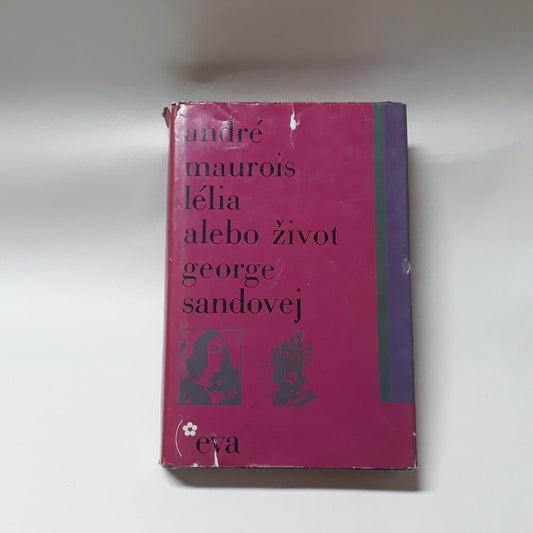 andré
maurois
lélia
alebo život
george
sandovej
eva